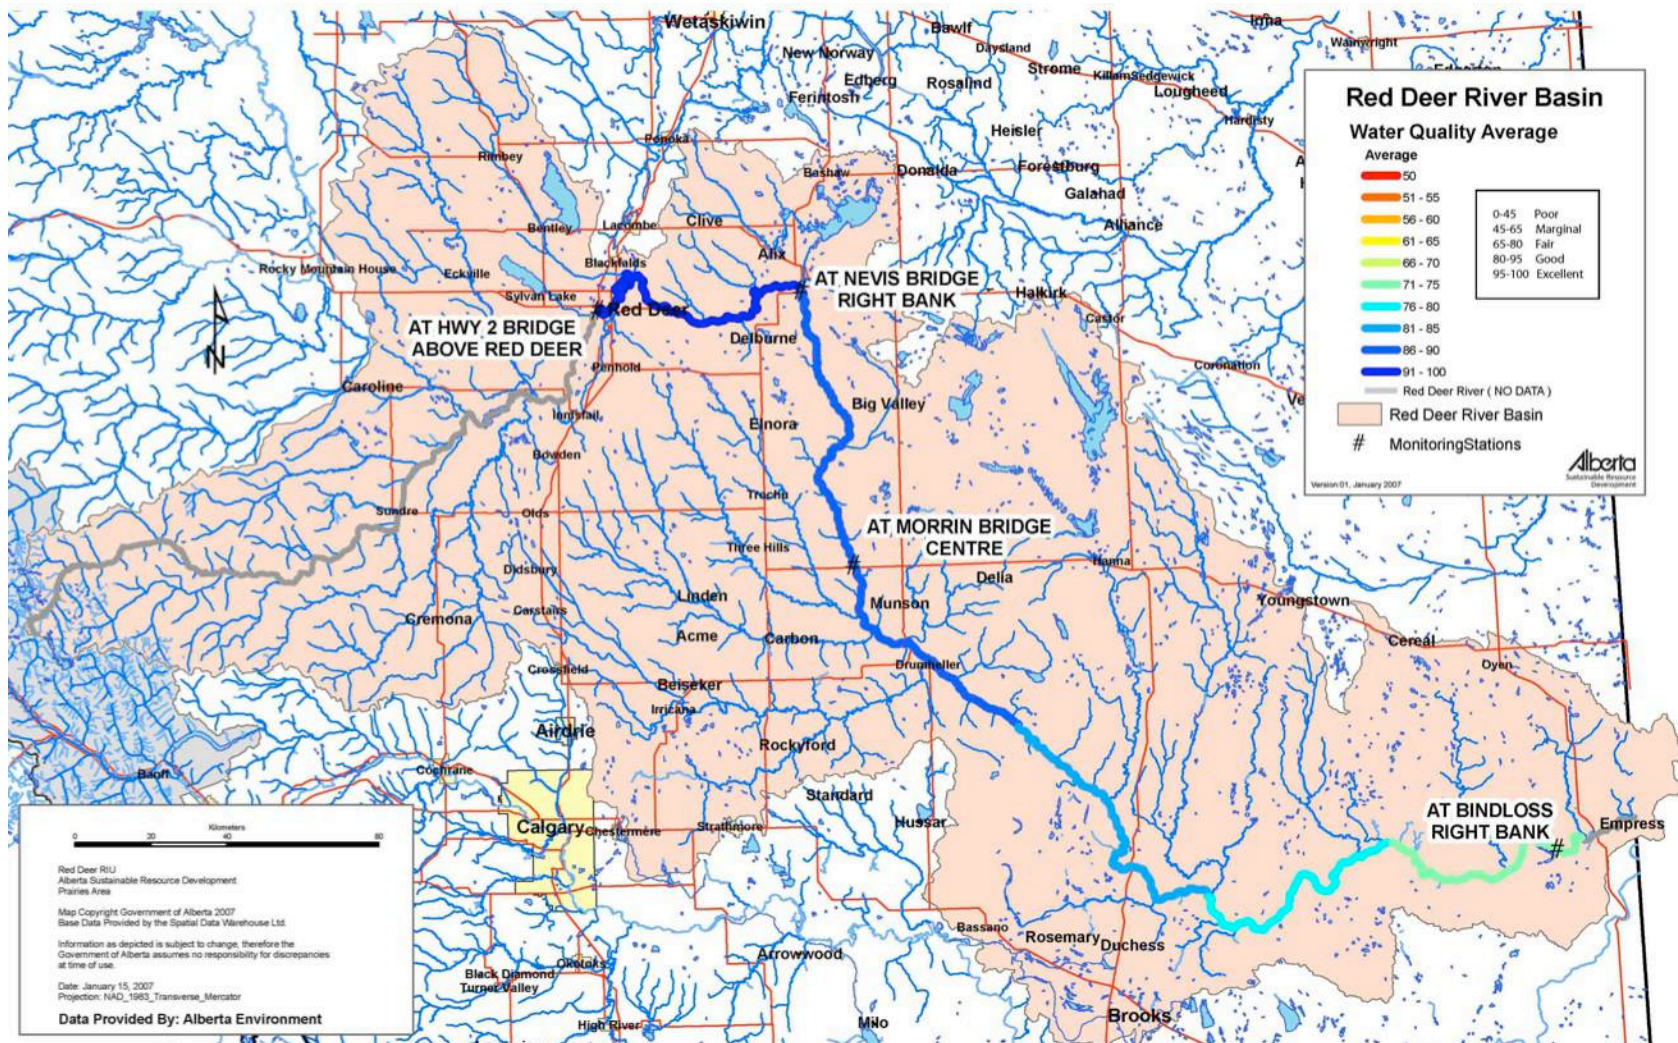 Wetaskiwin
Bawlf
Irma
New Norway
Daysland
Wainwright
Edberg
Rosalind
Strome
Killam
Sedgewick
Ferintosh
Lougheed
Ponoka
Heisler
Hardisty
Rimbey
Bashaw
Donalda
Forestburg
Galahad
Bentley
Lacombe
Clive
Alliance
Rocky Mountain House
Eckville
Blackfalds
Alix
Sylvan Lake
Red Deer
AT NEVIS BRIDGE
RIGHT BANK
Halkirk
Castor
AT HWY 2 BRIDGE
ABOVE RED DEER
Delburne
N
Penhold
Coronation
Caroline
Innisfail
Big Valley
Elnora
Bowden
Trochu
Sundre
Olds
AT MORRIN BRIDGE
CENTRE
Three Hills
Didsbury
Delia
Hanna
Linden
Munson
Youngstown
Cremona
Carstairs
Acme
Carbon
Cereal
Crossfield
Drumheller
Oyen
Beiseker
Irricana
Airdrie
Rockyford
Banff
Cochrane
Standard
Calgary
Chestermere
Strathmore
Hussar
AT BINDLOSS
RIGHT BANK
Empress
Bassano
Rosemary
Duchess
Arrowwood
Okotoks
Black Diamond
Turner Valley
High River
Milo
Brooks
Red Deer River Basin
Water Quality Average
Average
50
51 - 55
56 - 60
61 - 65
66 - 70
71 - 75
76 - 80
81 - 85
86 - 90
91 - 100
Red Deer River ( NO DATA )
Red Deer River Basin
# MonitoringStations
0-45 Poor
45-65 Marginal
65-80 Fair
80-95 Good
95-100 Excellent
Alberta
Sustainable Resource
Development
Version 01, January 2007
Kilometers
0 20 40 80
Red Deer RIU
Alberta Sustainable Resource Development
Prairies Area
Map Copyright Government of Alberta 2007
Base Data Provided by the Spatial Data Warehouse Ltd.
Information as depicted is subject to change, therefore the
Government of Alberta assumes no responsibility for discrepancies
at time of use.
Date: January 15, 2007
Projection: NAD_1983_Transverse_Mercator
Data Provided By: Alberta Environment